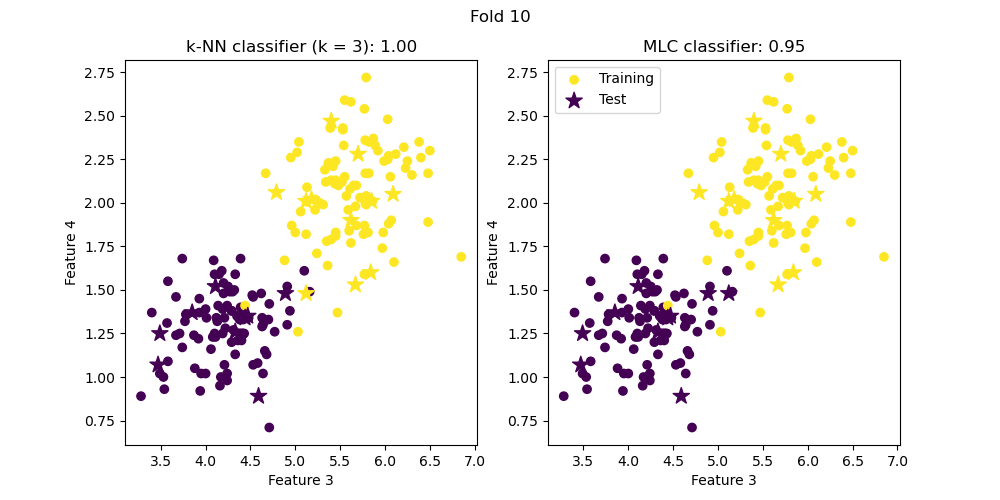 Fold 10
k-NN classifier (k = 3): 1.00
MLC classifier: 0.95
2.75
2.50
2.25
2.00
1.75
1.50
1.25
1.00
0.75
Feature 4
3.5 4.0 4.5 5.0 5.5 6.0 6.5 7.0
Feature 3
Training
Test
2.75
2.50
2.25
2.00
1.75
1.50
1.25
1.00
0.75
Feature 4
3.5 4.0 4.5 5.0 5.5 6.0 6.5 7.0
Feature 3